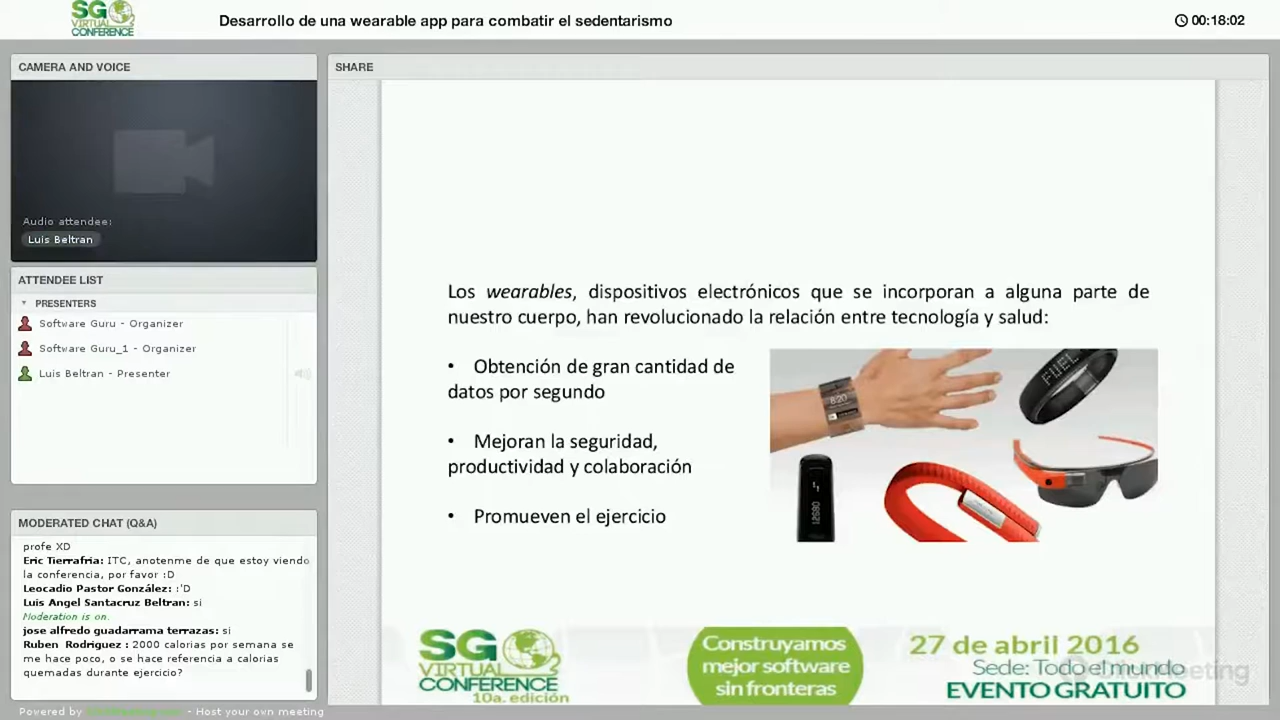 SG
VIRTUAL
CONFERENCE
Desarrollo de una wearable app para combatir el sedentarismo
00:18:02
CAMERA AND VOICE
Audio attendee:
Luis Beltran
ATTENDEE LIST
PRESENTERS
Software Guru - Organizer
Software Guru_1 - Organizer
Luis Beltran - Presenter
MODERATED CHAT (Q&A)
profe XD
Eric Tierrafria: ITC, anotenme de que estoy viendo
la conferencia, por favor :D
Leocadio Pastor González: :'D
Luis Angel Santacruz Beltran: si
Moderation is on.
jose alfredo guadarrama terrazas: si
Ruben Rodriguez : 2000 calorias por semana se
me hace poco, o se hace referencia a calorias
quemadas durante ejercicio?
Powered by ClickMeeting.com - Host your own meeting
SHARE
Los wearables, dispositivos electrónicos que se incorporan a alguna parte de
nuestro cuerpo, han revolucionado la relación entre tecnología y salud:
• Obtención de gran cantidad de
datos por segundo
• Mejoran la seguridad,
productividad y colaboración
• Promueven el ejercicio
8:20
FUEL
SG
VIRTUAL
CONFERENCE
10a. edición
Construyamos
mejor software
sin fronteras
27 de abril 2016
Sede: Todo el mundo
EVENTO GRATUITO
ClickMeeting